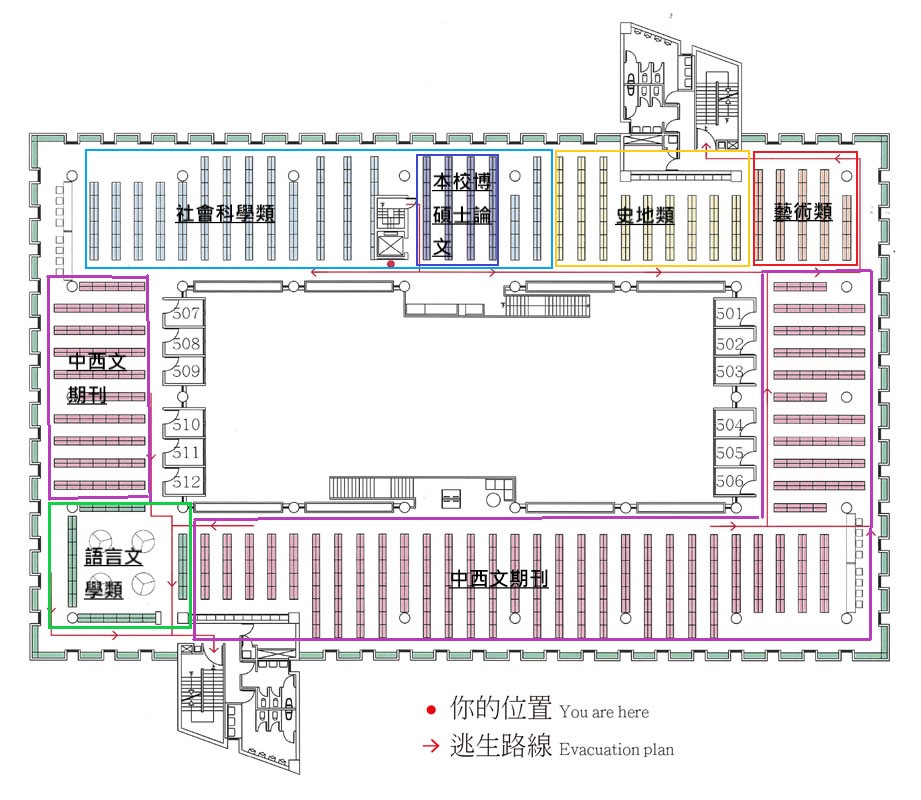 社會科學類
本校博
碩士論
文
史地類
藝術類
507
508
509
501
502
503
中西文
期刊
510
511
512
504
505
506
語言文
學類
中西文期刊
你的位置 You are here
逃生路線 Evacuation plan